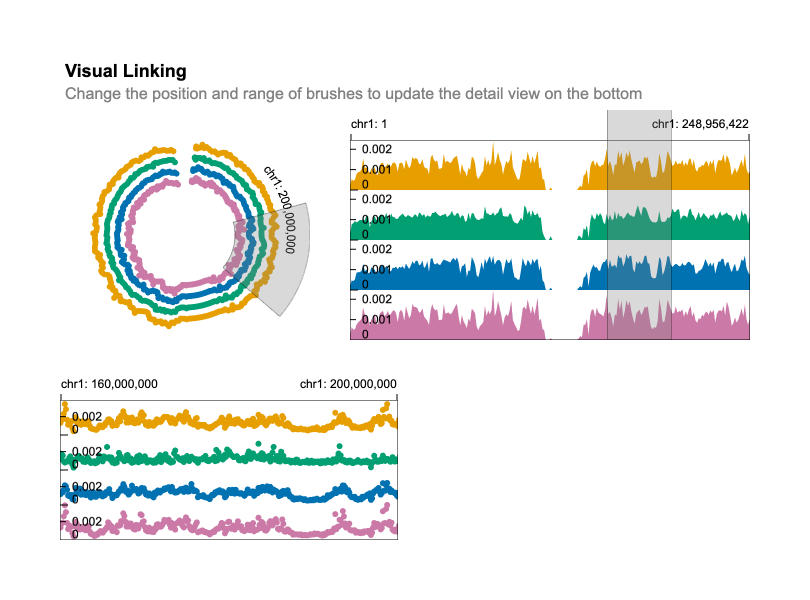 Visual Linking
Change the position and range of brushes to update the detail view on the bottom
chr1: 200,000,000
chr1: 1
chr1: 248,956,422
0.002
0.001
0
0.002
0.001
0
0.002
0.001
0
0.002
0.001
0
chr1: 160,000,000
chr1: 200,000,000
0.002
0
0.002
0
0.002
0
0.002
0